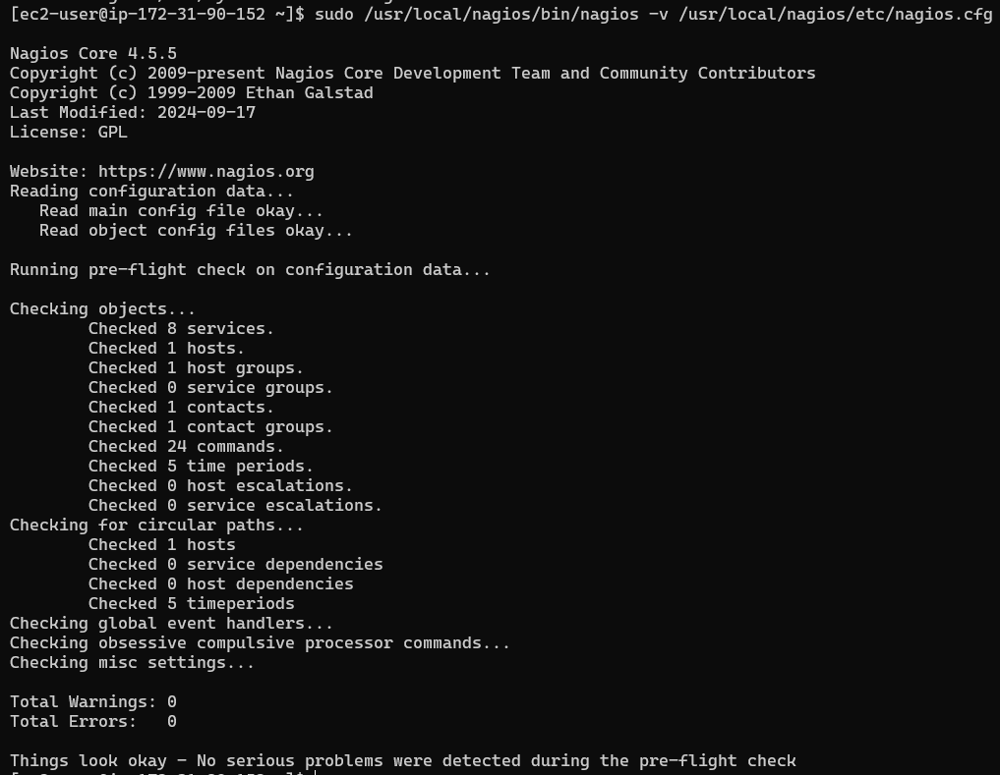 [ec2-user@ip-172-31-90-152 ~]$ sudo /usr/local/nagios/bin/nagios -v /usr/local/nagios/etc/nagios.cfg
Nagios Core 4.5.5
Copyright (c) 2009-present Nagios Core Development Team and Community Contributors
Copyright (c) 1999-2009 Ethan Galstad
Last Modified: 2024-09-17
License: GPL
Website: https://www.nagios.org
Reading configuration data...
Read main config file okay...
Read object config files okay...
Running pre-flight check on configuration data...
Checking objects...
Checked 8 services.
Checked 1 hosts.
Checked 1 host groups.
Checked 0 service groups.
Checked 1 contacts.
Checked 1 contact groups.
Checked 24 commands.
Checked 5 time periods.
Checked 0 host escalations.
Checked 0 service escalations.
Checking for circular paths...
Checked 1 hosts
Checked 0 service dependencies
Checked 0 host dependencies
Checked 5 timeperiods
Checking global event handlers...
Checking obsessive compulsive processor commands...
Checking misc settings...
Total Warnings: 0
Total Errors:   0
Things look okay - No serious problems were detected during the pre-flight check